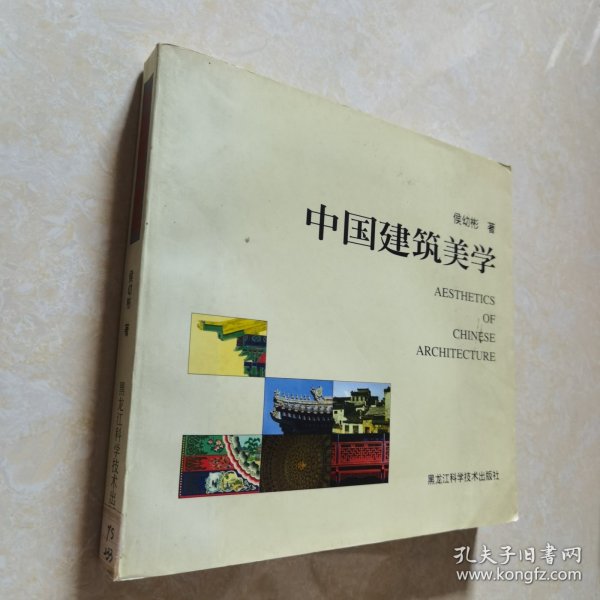 侯幼彬 著
中国建筑美学
AESTHETICS
OF
CHINESE
ARCHITECTURE
黑龙江科学技术出版社
侯幼彬 著
黑龙江科学技术出
TS
孔夫子旧书网
www.kongfz.com